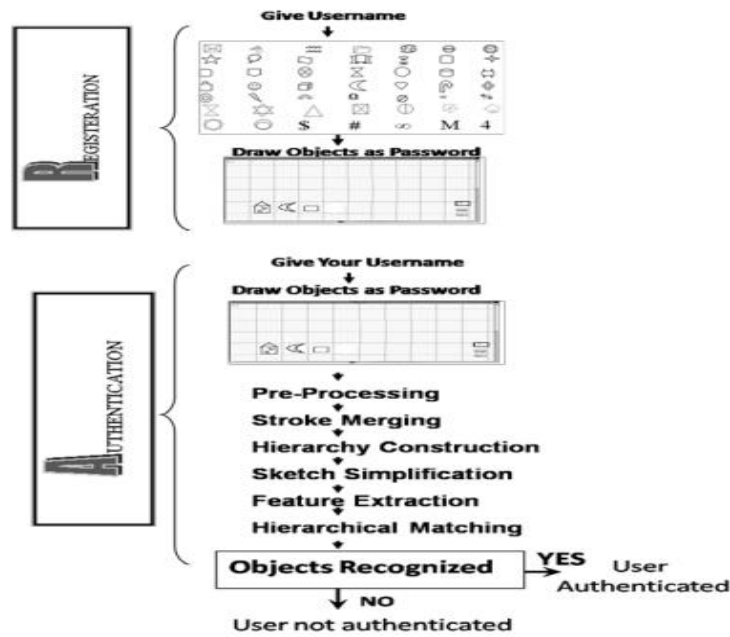 Give Username
$ # ∞ M 4
Draw Objects as Password
REGISTERATION
Give Your Username
Draw Objects as Password
AUTHENTICATION
Pre-Processing
Stroke Merging
Hierarchy Construction
Sketch Simplification
Feature Extraction
Hierarchical Matching
Objects Recognized
YES
User
Authenticated
NO
User not authenticated